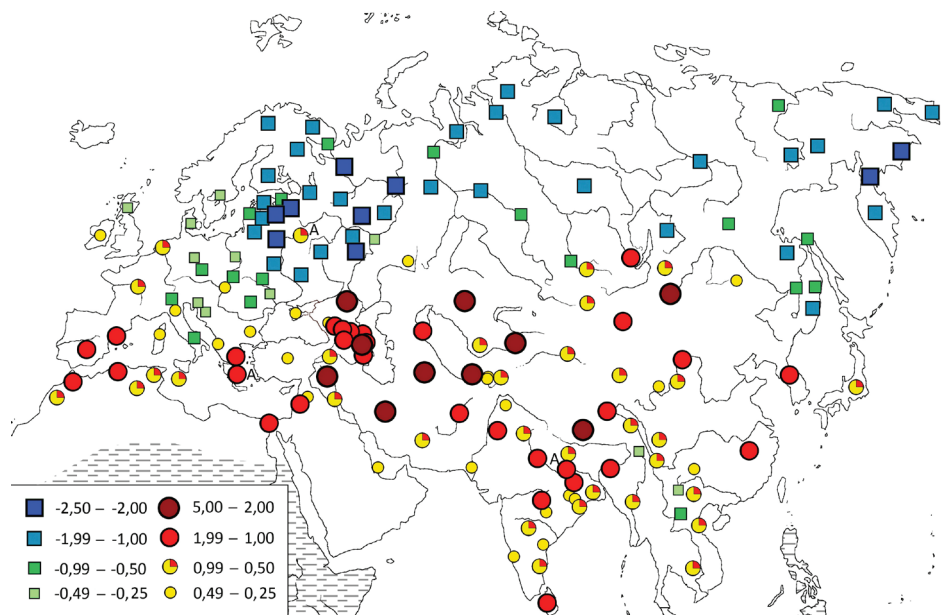 A
A
A
-2,50 – -2,00 5,00 – 2,00
-1,99 – -1,00 1,99 – 1,00
-0,99 – -0,50 0,99 – 0,50
-0,49 – -0,25 0,49 – 0,25